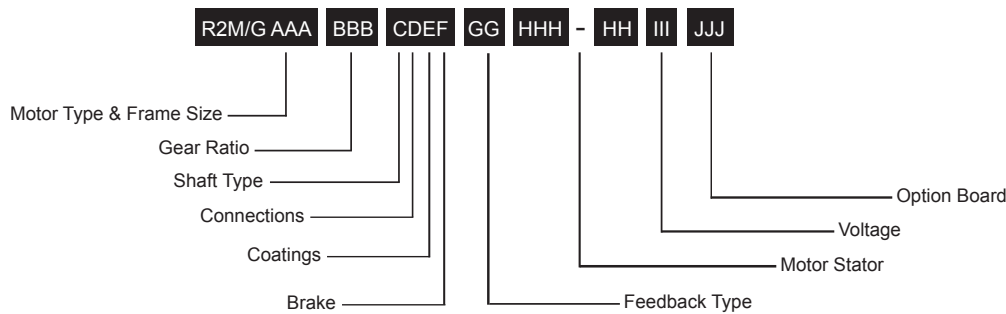 R2M/G AAA BBB CDEF GG HHH - HH III JJJ
Motor Type & Frame Size
Gear Ratio
Shaft Type
Option Board
Connections
Voltage
Coatings
Motor Stator
Brake
Feedback Type